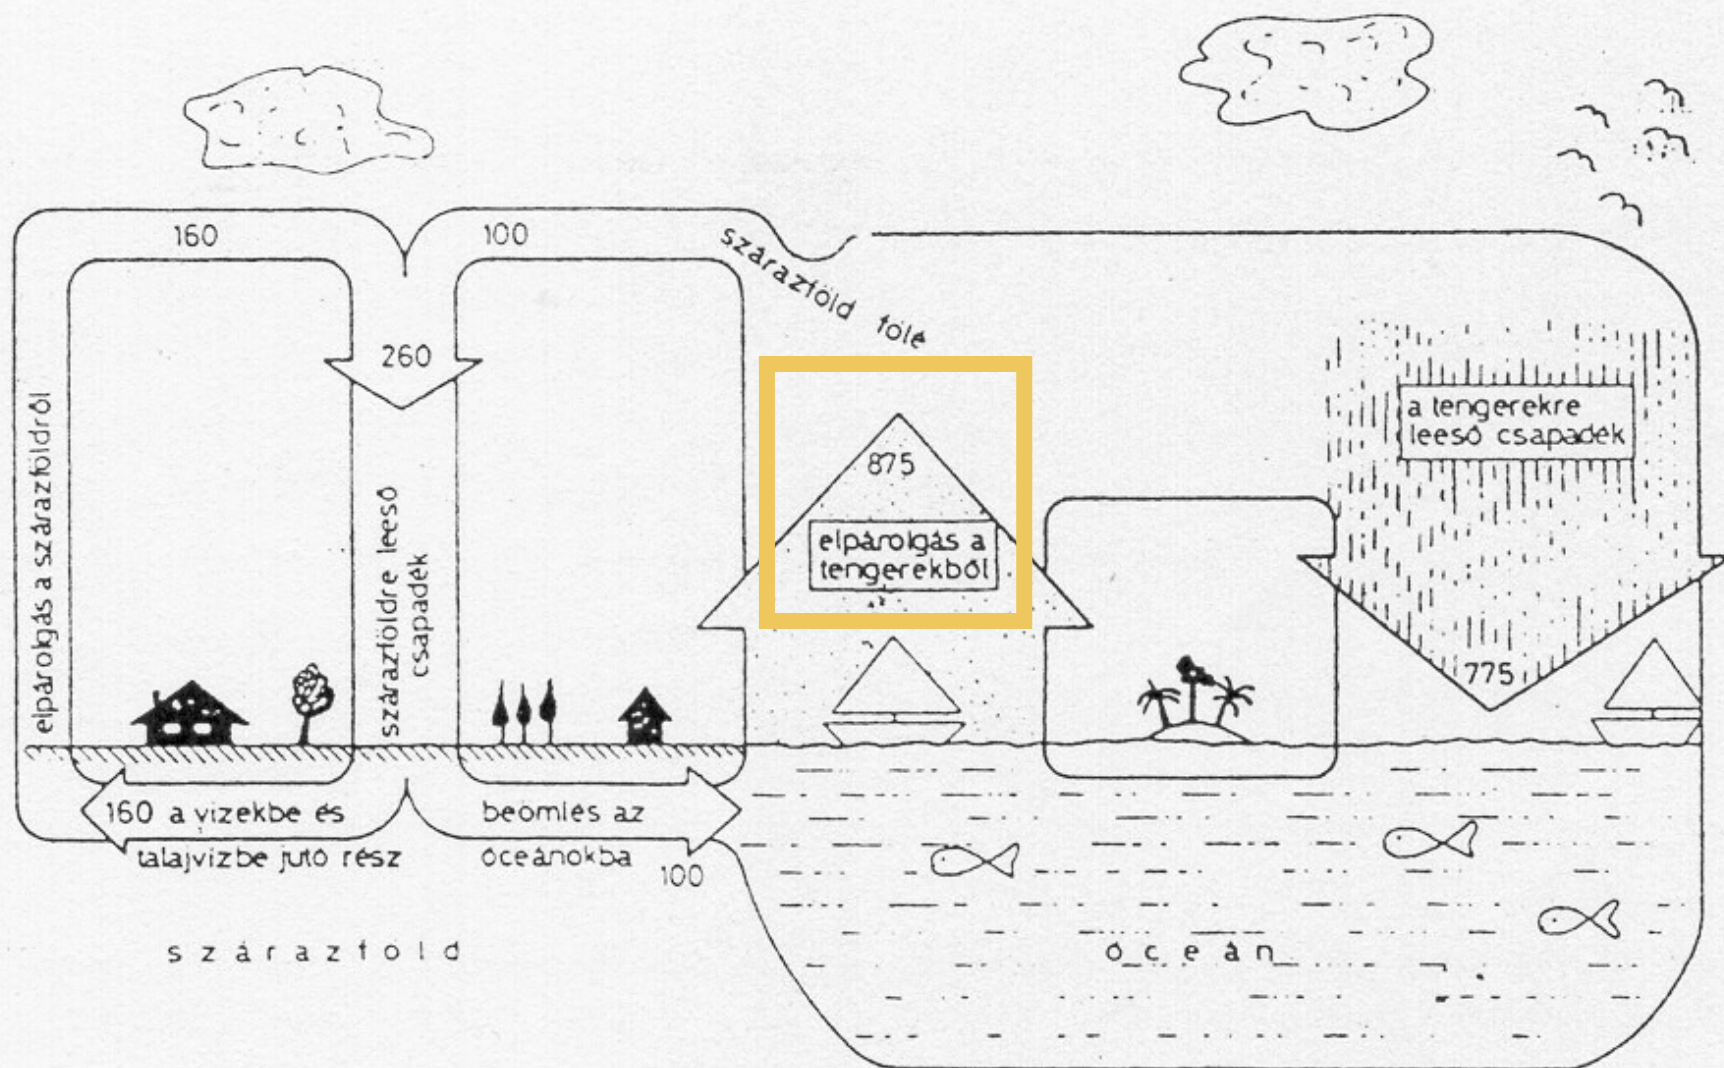 160
100
szárazföld fölé
260
875
elpárolgás a
tengerekből
a tengerekre
leeső csapadék
775
elpárolgás a szárazföldről
szárazföldre leeső
csapadék
160 a vizekbe és
talajvízbe jutó rész
beömlés az
óceánokba
100
szárazföld
óceán